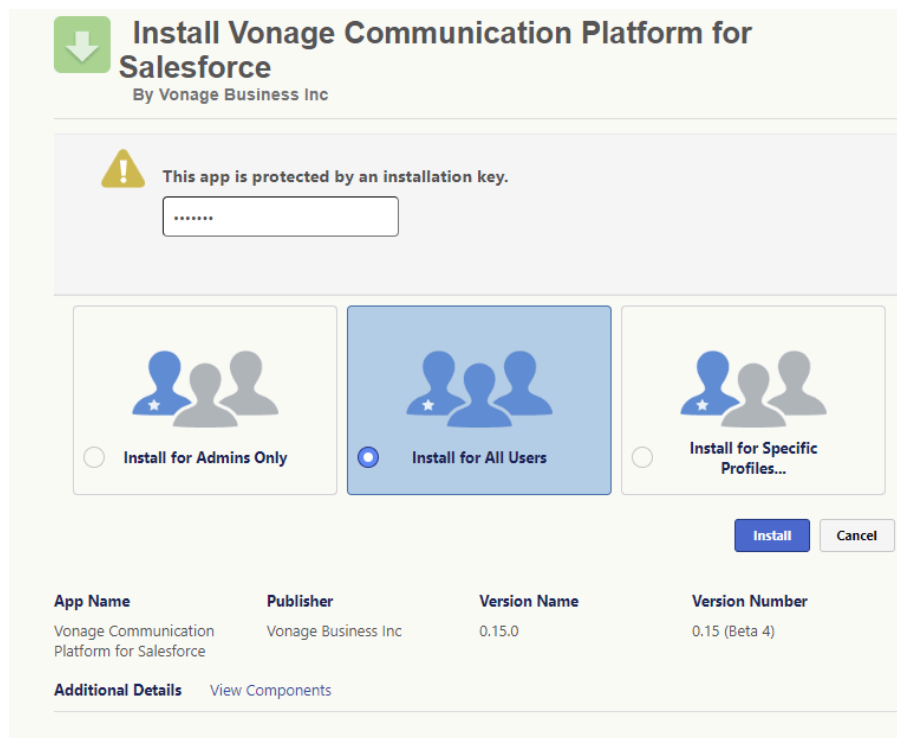 Install Vonage Communication Platform for
Salesforce
By Vonage Business Inc
This app is protected by an installation key.
•••••••
Install for Admins Only
Install for All Users
Install for Specific
Profiles...
Install
Cancel
App Name
Publisher
Version Name
Version Number
Vonage Communication
Platform for Salesforce
Vonage Business Inc
0.15.0
0.15 (Beta 4)
Additional Details
View Components